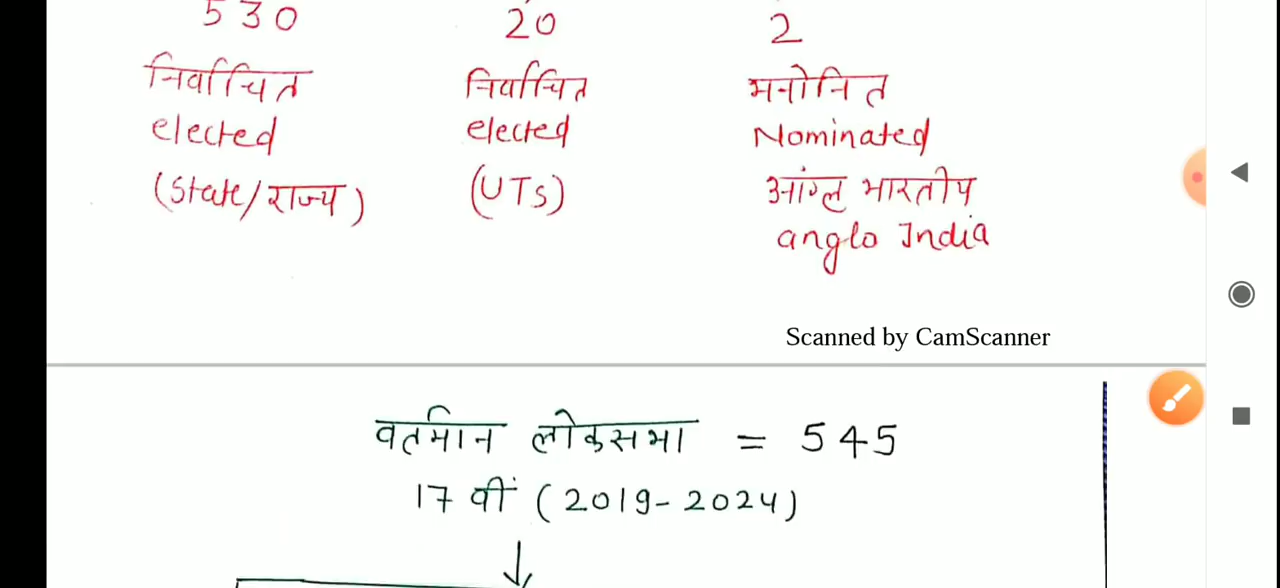 530 20 2
निर्वाचित निर्वाचित मनोनित
elected elected Nominated
(State/राज्य) (UTs) आंग्ल भारतीय
anglo India
Scanned by CamScanner
वर्तमान लोकसभा = 545
17 वीं (2019-2024)